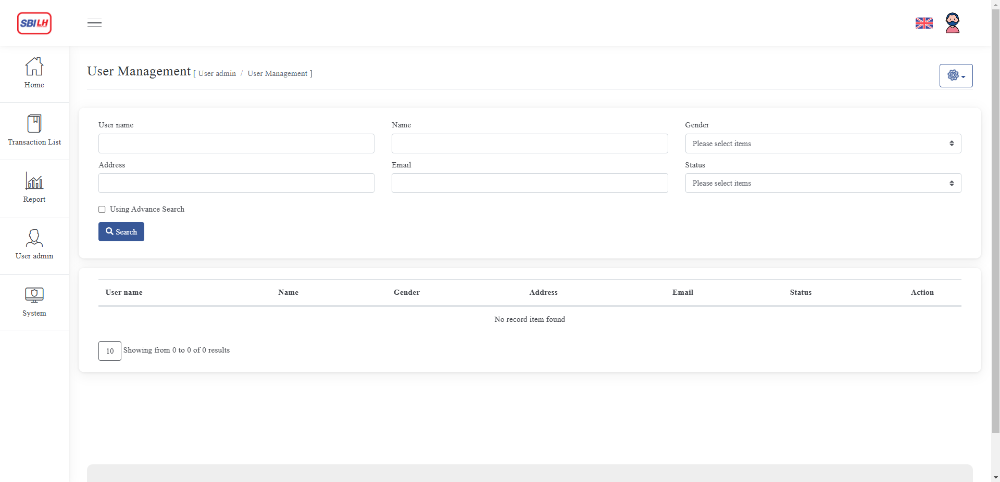 SBI LH
User Management [ User admin / User Management ]
Home
Transaction List
Report
User admin
System
User name Name Gender
Please select items
Address Email Status
Please select items
Using Advance Search
Search
User name Name Gender Address Email Status Action
No record item found
10 Showing from 0 to 0 of 0 results